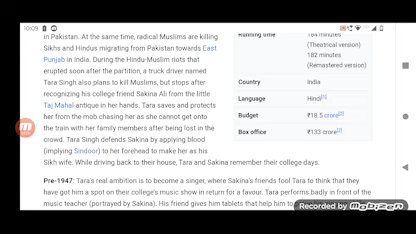 10:09
in Pakistan. At the same time, radical Muslims are killing
Sikhs and Hindus migrating from Pakistan towards East
Punjab in India. During the Hindu-Muslim riots that
erupted soon after the partition, a truck driver named
Tara Singh also plans to kill Muslims, but stops after
recognizing his college friend Sakina Ali from the little
Taj Mahal antique in her hands. Tara saves and protects
her from the mob chasing her as she cannot get onto
the train with her family members after being lost in the
crowd. Tara Singh defends Sakina by applying blood
(implying Sindoor) to her forehead to make her as his
Sikh wife. While driving back to their house, Tara and Sakina remember their college days.
Running time 184 minutes
(Theatrical version)
182 minutes
(Remastered version)
Country India
Language Hindi[1]
Budget ₹18.5 crore[2]
Box office ₹133 crore[2]
Pre-1947: Tara's real ambition is to become a singer, where Sakina's friends fool Tara to think that they
have got him a spot on their college's music show in return for a favour. Tara performs badly in front of the
music teacher (portrayed by Sakina). His friend gives him tablets that help him to
Recorded by mobizen